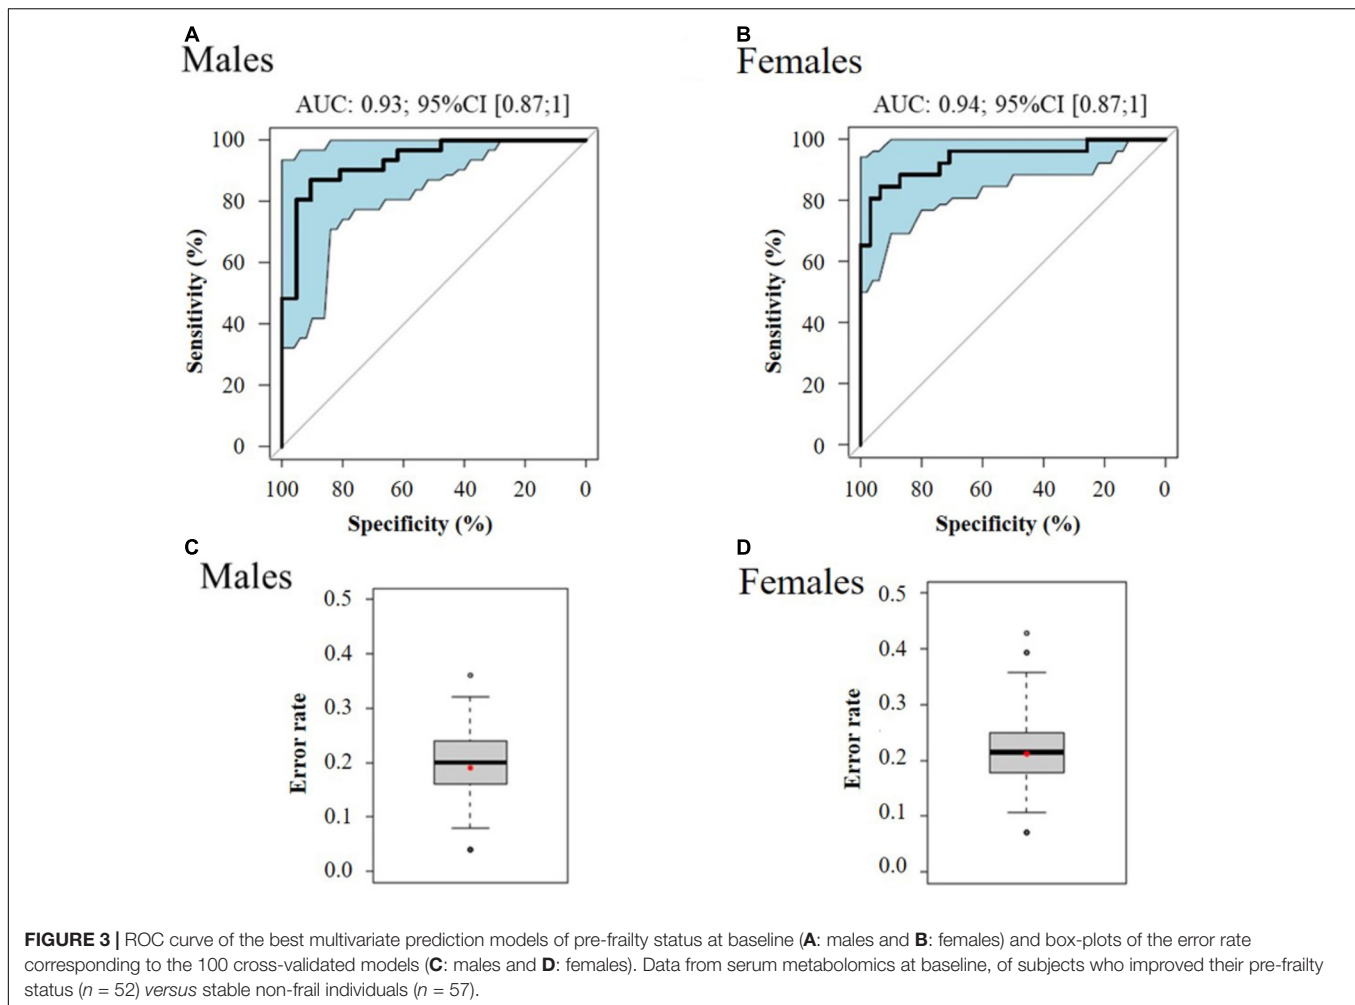 A
Males
AUC: 0.93; 95%CI [0.87;1]
100
80
60
40
20
0
Sensitivity (%)
100 80 60 40 20 0
Specificity (%)
B
Females
AUC: 0.94; 95%CI [0.87;1]
100
80
60
40
20
0
Sensitivity (%)
100 80 60 40 20 0
Specificity (%)
C
Males
0.5
0.4
0.3
0.2
0.1
0.0
Error rate
D
Females
0.5
0.4
0.3
0.2
0.1
0.0
Error rate
FIGURE 3 | ROC curve of the best multivariate prediction models of pre-frailty status at baseline (A: males and B: females) and box-plots of the error rate
corresponding to the 100 cross-validated models (C: males and D: females). Data from serum metabolomics at baseline, of subjects who improved their pre-frailty
status (n = 52) versus stable non-frail individuals (n = 57).